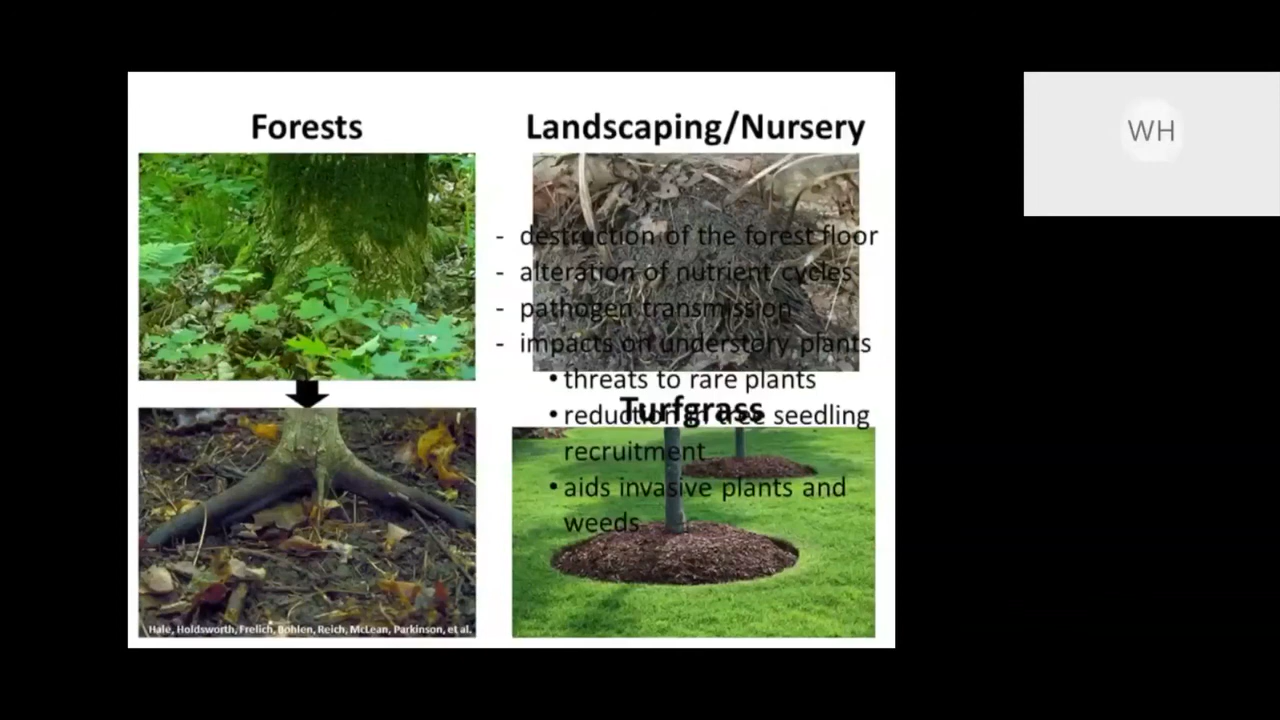 Forests
Landscaping/Nursery
- destruction of the forest floor
- alteration of nutrient cycles
- pathogen transmission
- impacts on understory plants
• threats to rare plants
• reduction in tree seedling
recruitment
• aids invasive plants and
weeds
Turfgrass
Hale, Holdsworth, Frelich, Bohlen, Reich, McLean, Parkinson, et al.
WH